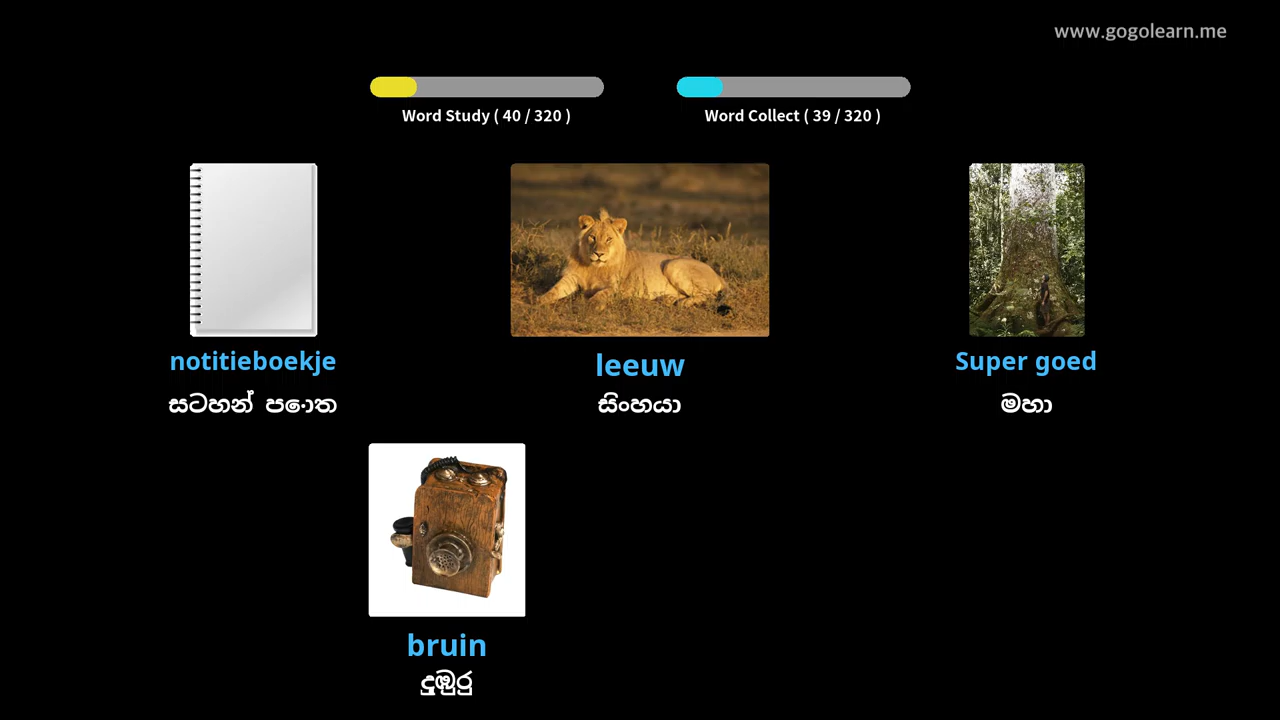 www.gogolearn.me
Word Study ( 40 / 320 )
Word Collect ( 39 / 320 )
notitieboekje
leeuw
Super goed
සටහන් පොත
සිංහයා
මහා
bruin
දුඹුරු